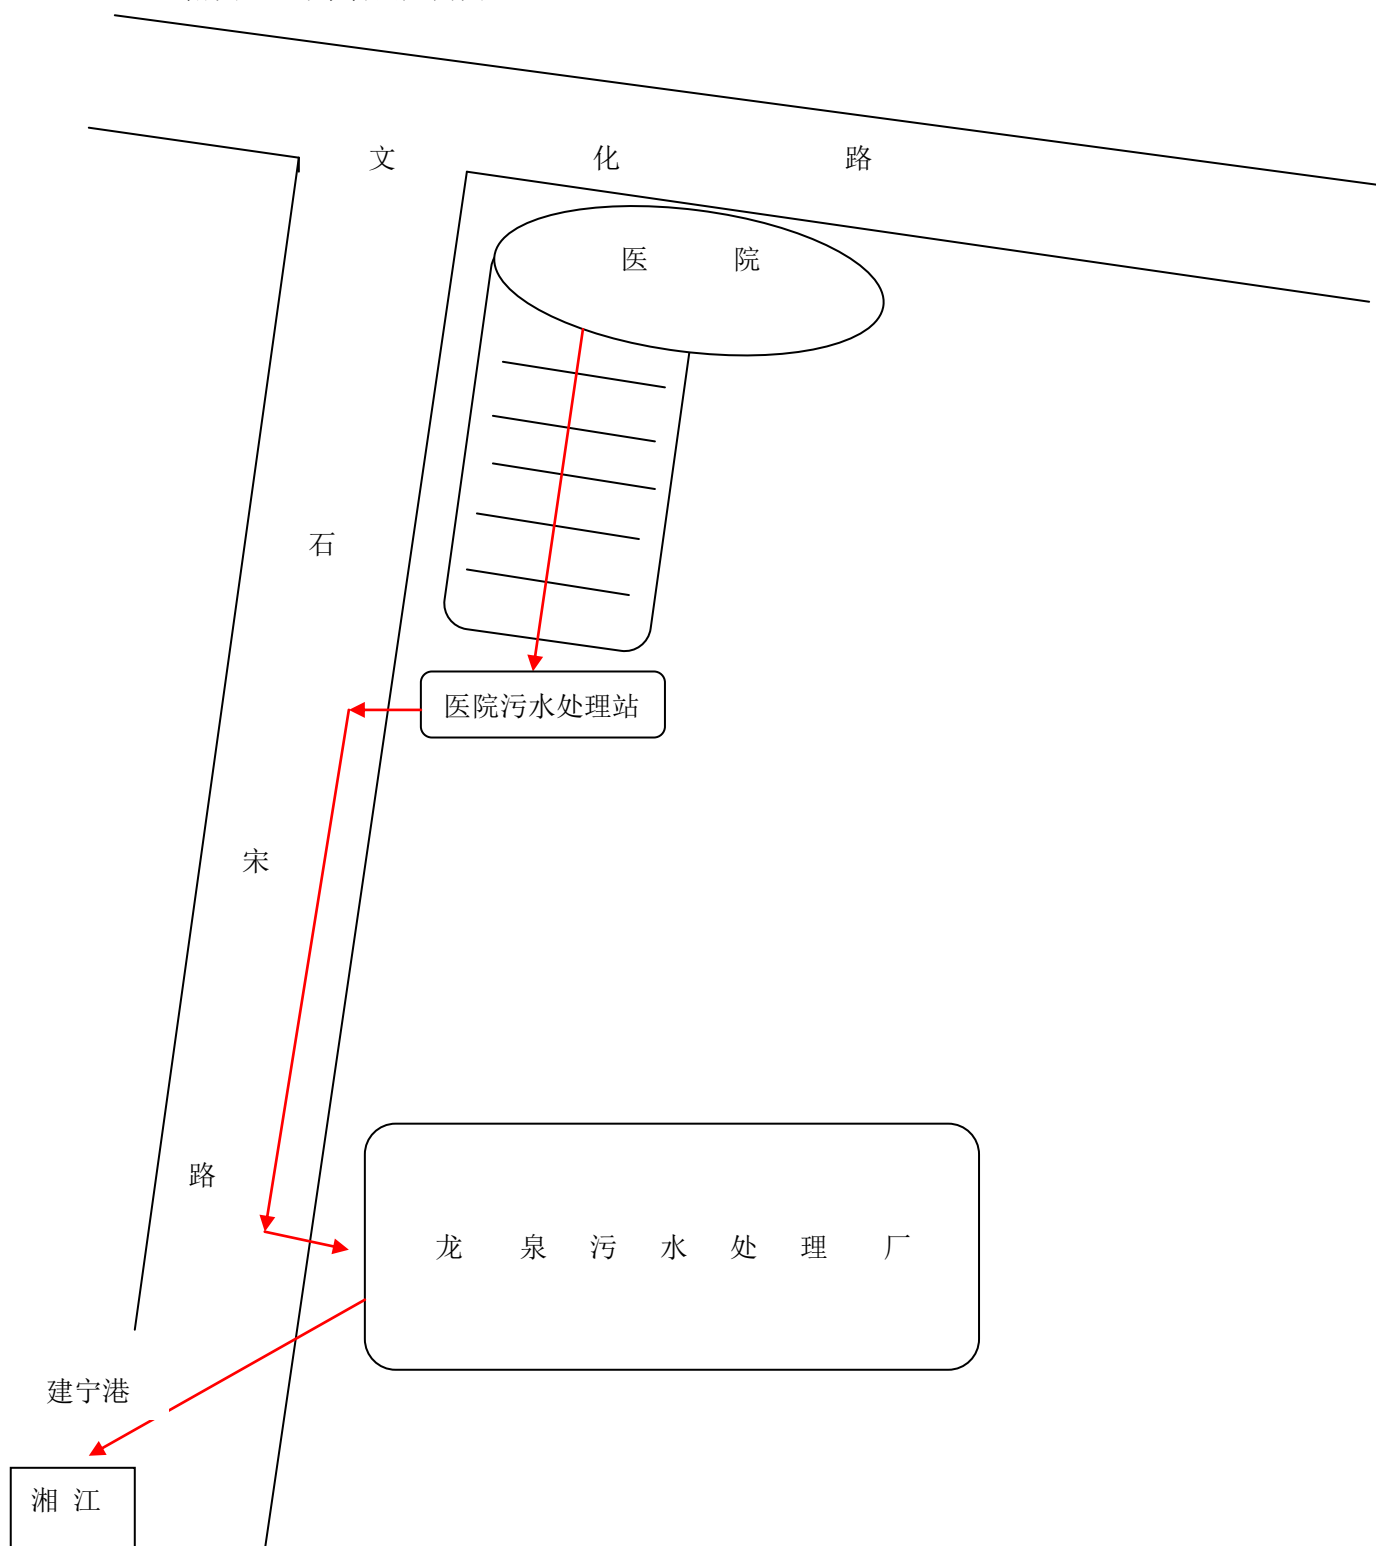 文 化 路
医 院
石
医院污水处理站
宋
路
龙 泉 污 水 处 理 厂
建宁港
湘 江